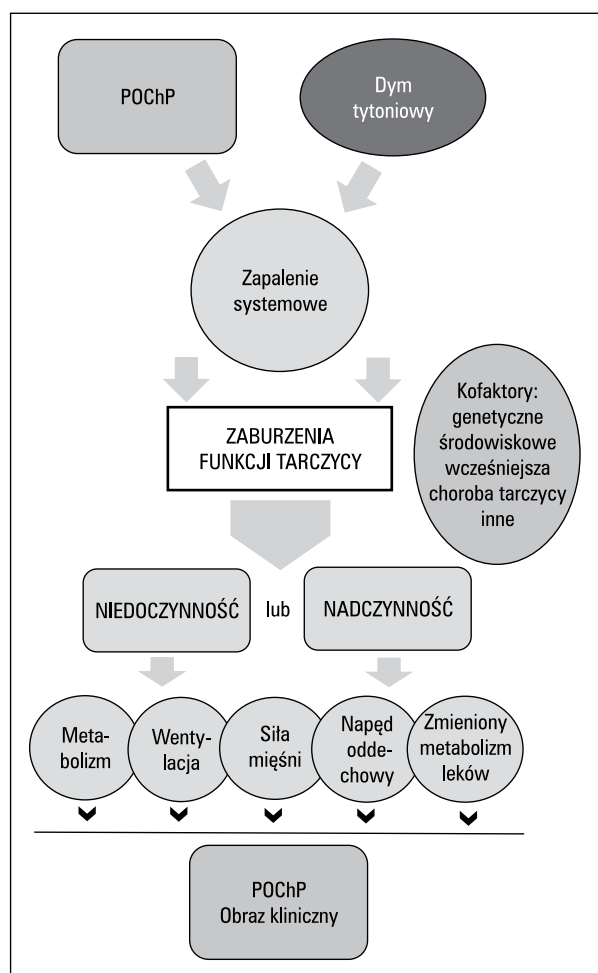 POChP
Dym
tytoniowy
Zapalenie
systemowe
Kofaktory:
genetyczne
środowiskowe
wcześniejsza
choroba tarczycy
inne
ZABURZENIA
FUNKCJI TARCZYCY
NIEDOCZYNNOŚĆ
lub
NADCZYNNOŚĆ
Meta-
bolizm
Wenty-
lacja
Siła
mięśni
Napęd
odde-
chowy
Zmieniony
metabolizm
leków
POChP
Obraz kliniczny